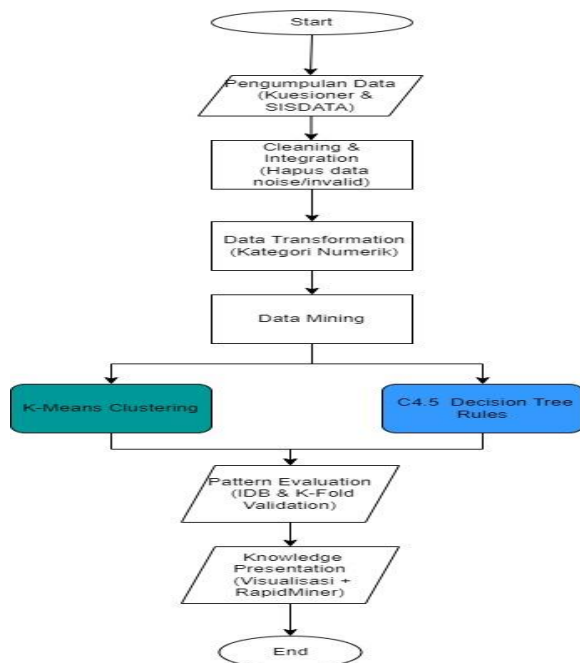 Start
Pengumpulan Data
(Kuesioner &
SISDATA)
Cleaning &
Integration
(Hapus data
noise/invalid)
Data Transformation
(Kategori Numerik)
Data Mining
K-Means Clustering
C4.5 Decision Tree
Rules
Pattern Evaluation
(IDB & K-Fold
Validation)
Knowledge
Presentation
(Visualisasi +
RapidMiner)
End